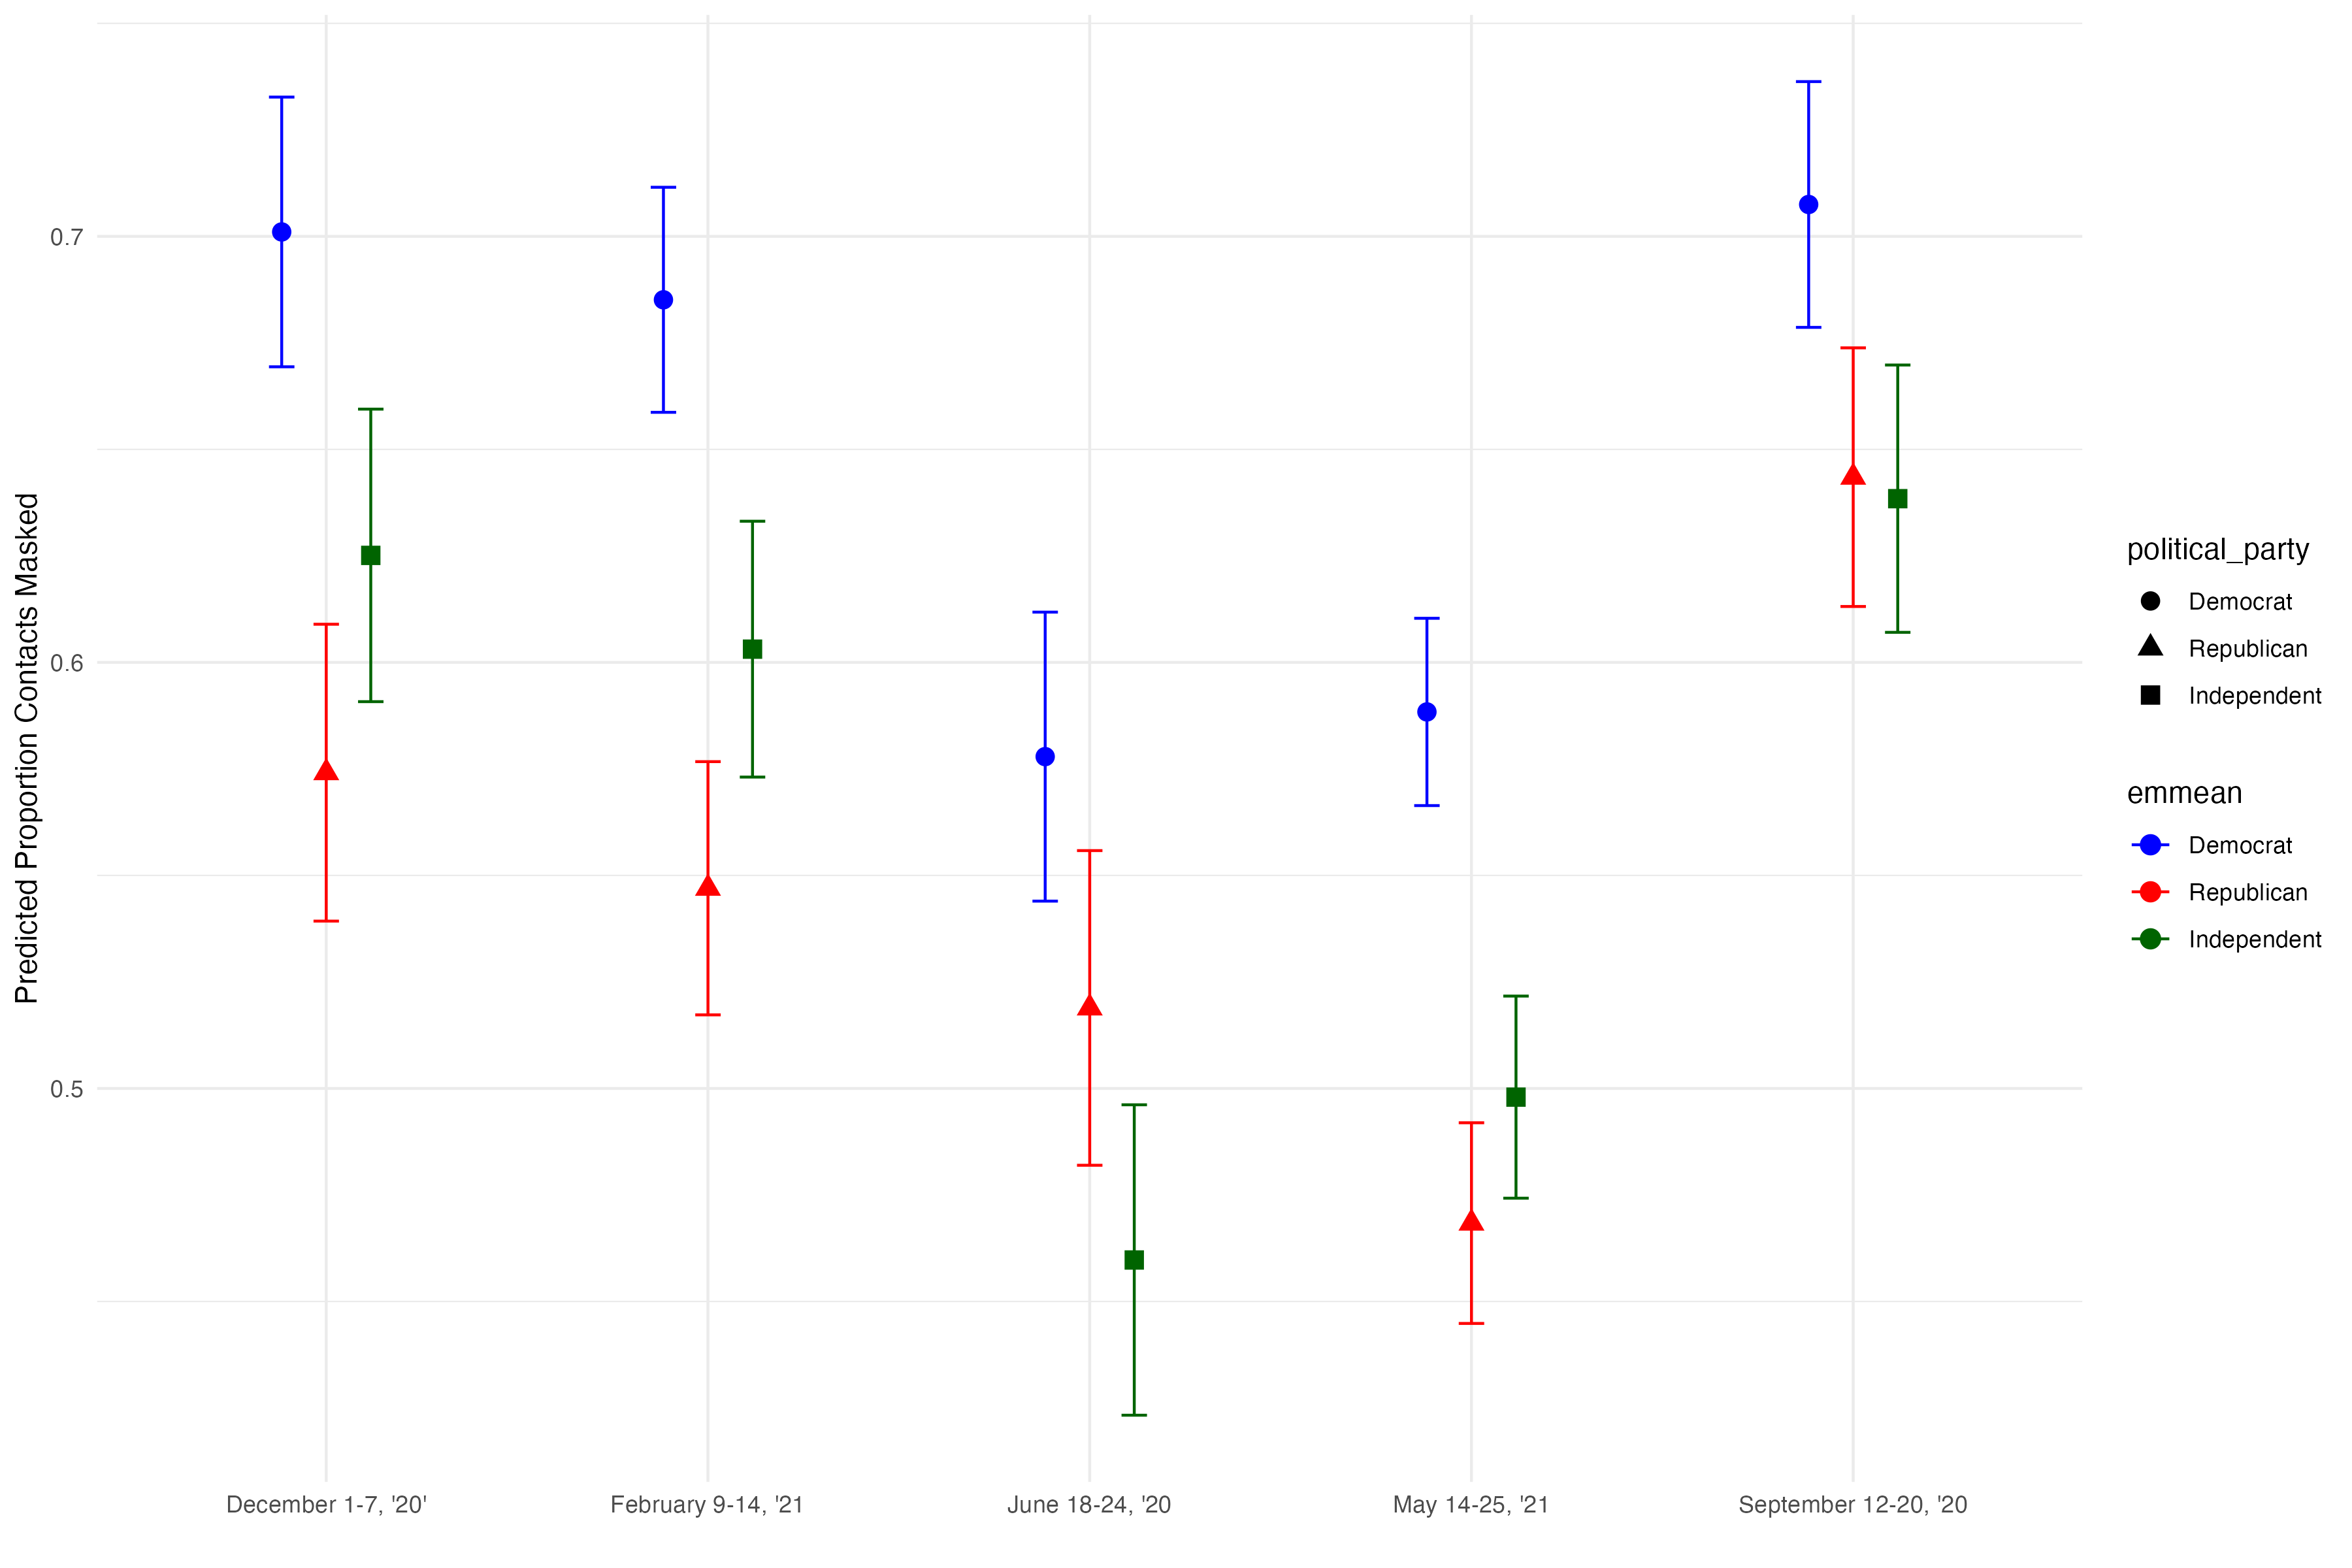 Predicted Proportion Contacts Masked
0.7
0.6
0.5
December 1-7, '20'
February 9-14, '21
June 18-24, '20
May 14-25, '21
September 12-20, '20
political_party
Democrat
Republican
Independent
emmean
Democrat
Republican
Independent